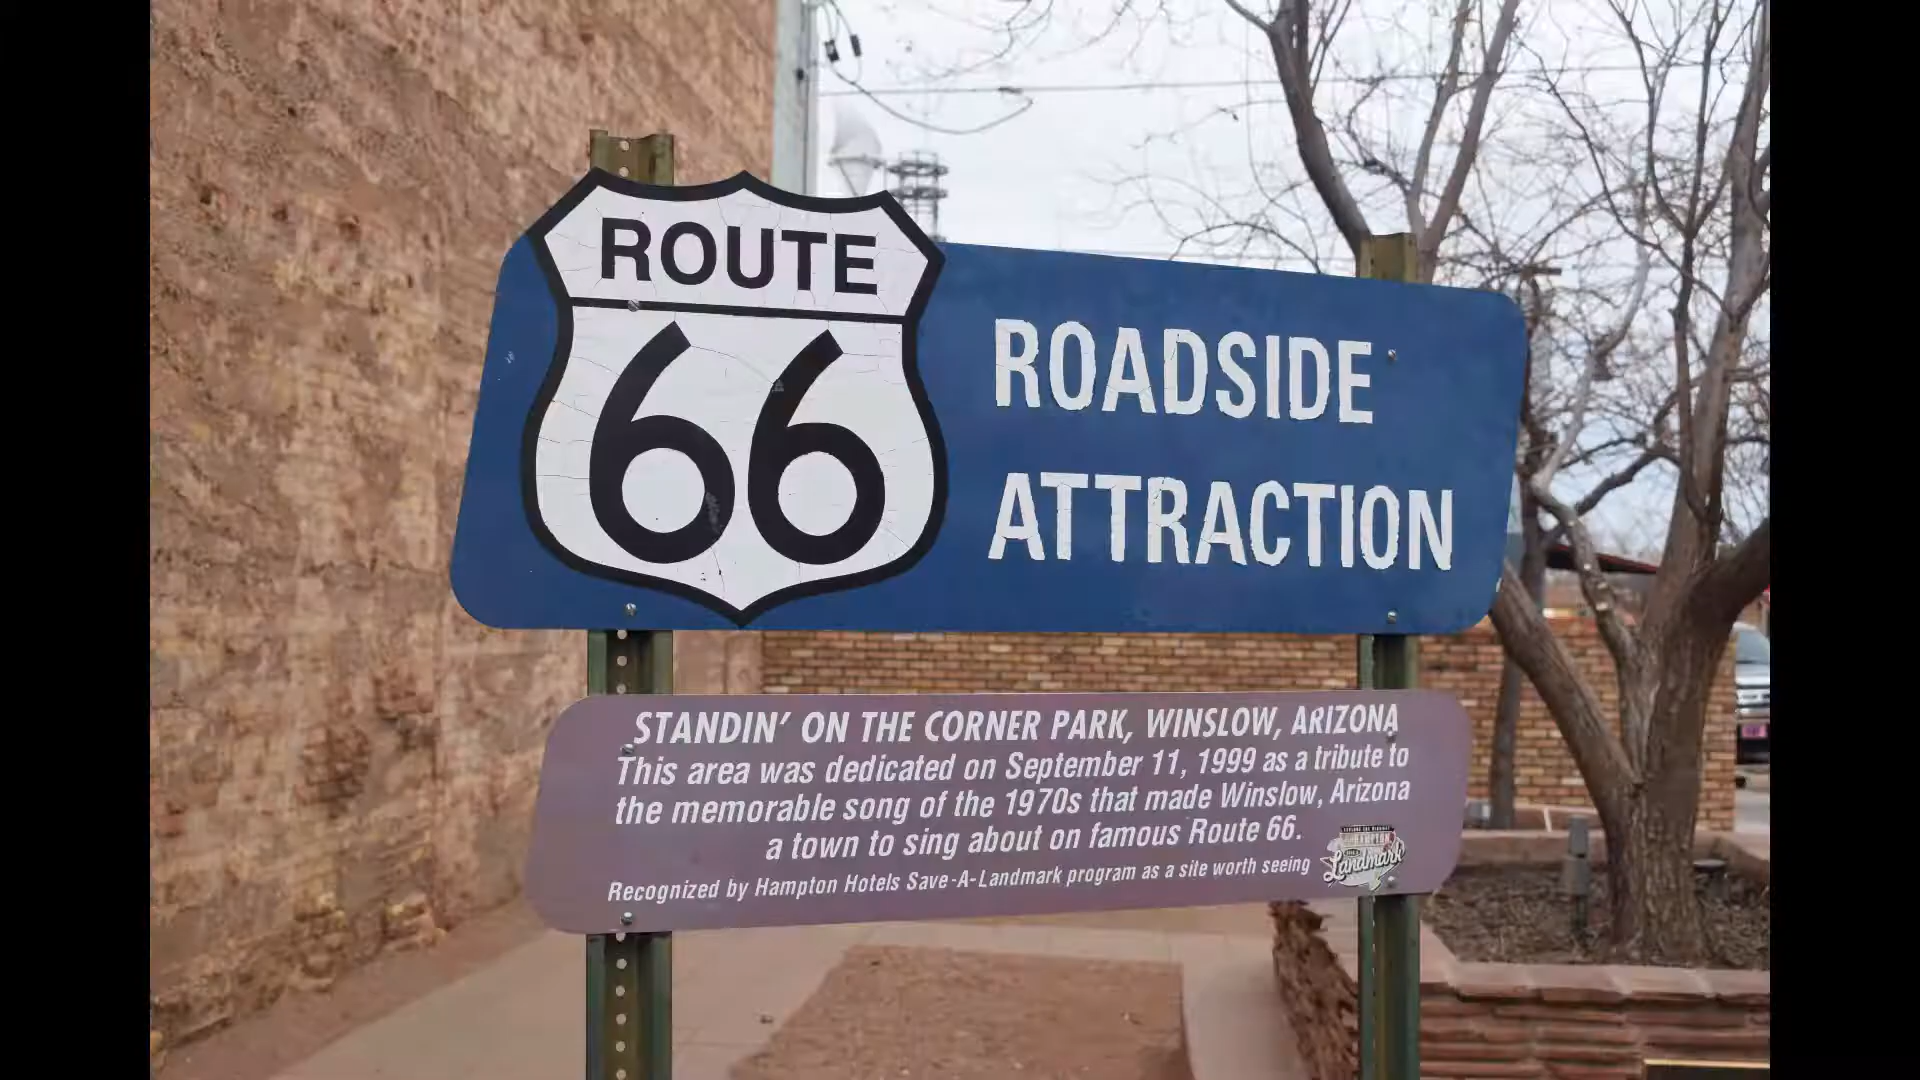 ROUTE
66
ROADSIDE
ATTRACTION
STANDIN' ON THE CORNER PARK, WINSLOW, ARIZONA
This area was dedicated on September 11, 1999 as a tribute to
the memorable song of the 1970s that made Winslow, Arizona
a town to sing about on famous Route 66.
Recognized by Hampton Hotels Save-A-Landmark program as a site worth seeing
HAMPTON
Landmark